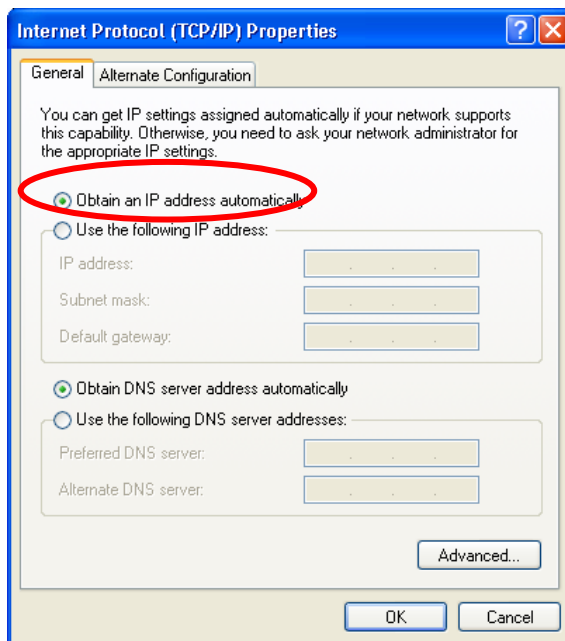 Internet Protocol (TCP/IP) Properties
General
Alternate Configuration
You can get IP settings assigned automatically if your network supports
this capability. Otherwise, you need to ask your network administrator for
the appropriate IP settings.
Obtain an IP address automatically
Use the following IP address:
IP address:
Subnet mask:
Default gateway:
Obtain DNS server address automatically
Use the following DNS server addresses:
Preferred DNS server:
Alternate DNS server:
Advanced...
OK
Cancel